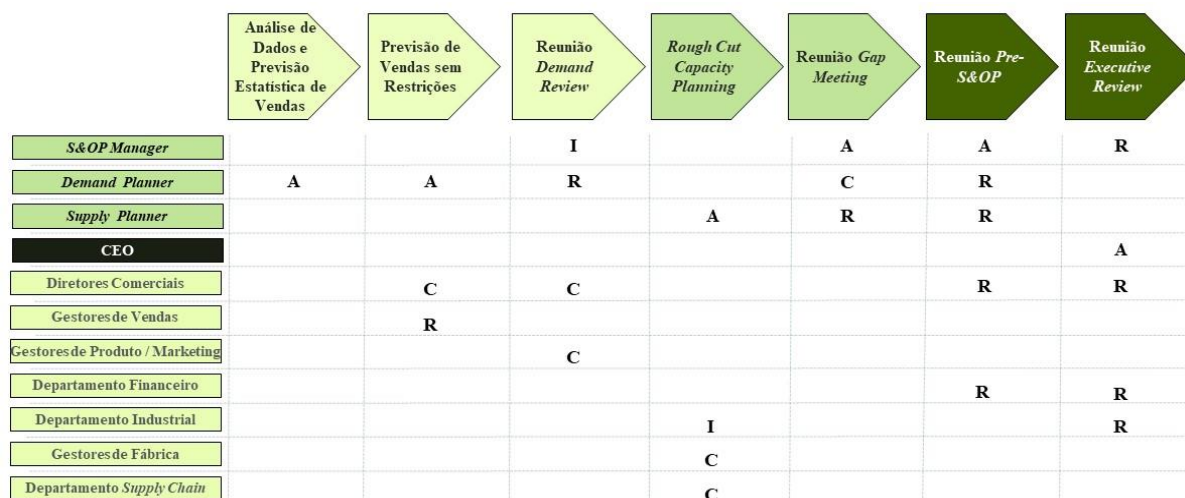 Análise de
Dados e
Previsão
Estatística de
Vendas
Previsão de
Vendas sem
Restrições
Reunião
Demand
Review
Rough Cut
Capacity
Planning
Reunião Gap
Meeting
Reunião Pre-
S&OP
Reunião
Executive
Review
S&OP Manager I A A R
Demand Planner A A R C R
Supply Planner A R R
CEO A
Diretores Comerciais C C R R
Gestores de Vendas R
Gestores de Produto / Marketing C
Departamento Financeiro R R
Departamento Industrial I R
Gestores de Fábrica C
Departamento Supply Chain C